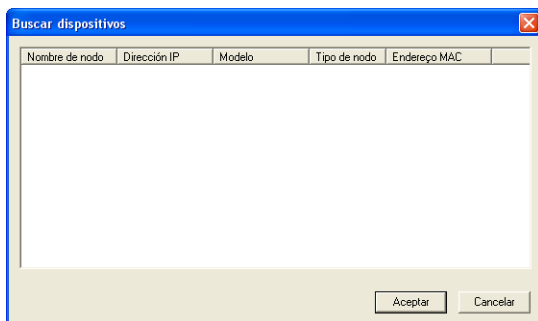 Buscar dispositivos
Nombre de nodo Dirección IP Modelo Tipo de nodo Endereço MAC
Aceptar Cancelar